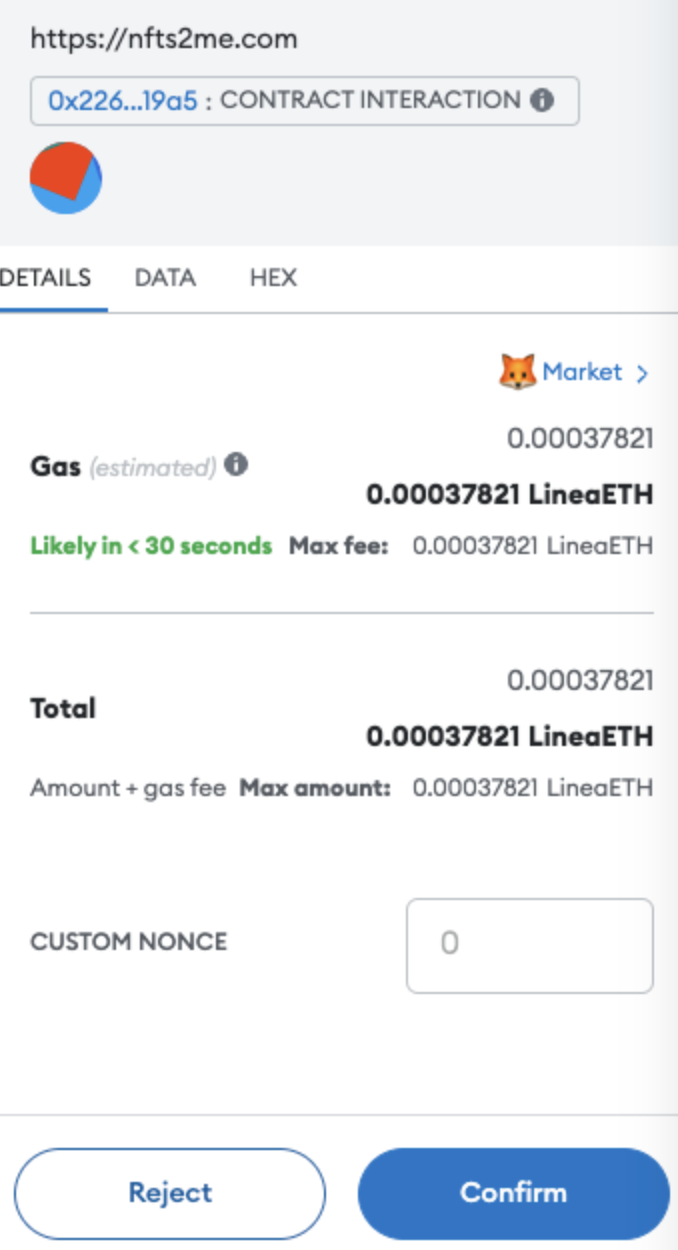 https://nfts2me.com
0x226...19a5 : CONTRACT INTERACTION
DETAILS DATA HEX
Market >
0.00037821
Gas (estimated)
0.00037821 LineaETH
Likely in < 30 seconds Max fee: 0.00037821 LineaETH
0.00037821
Total
0.00037821 LineaETH
Amount + gas fee Max amount: 0.00037821 LineaETH
CUSTOM NONCE 0
Reject Confirm